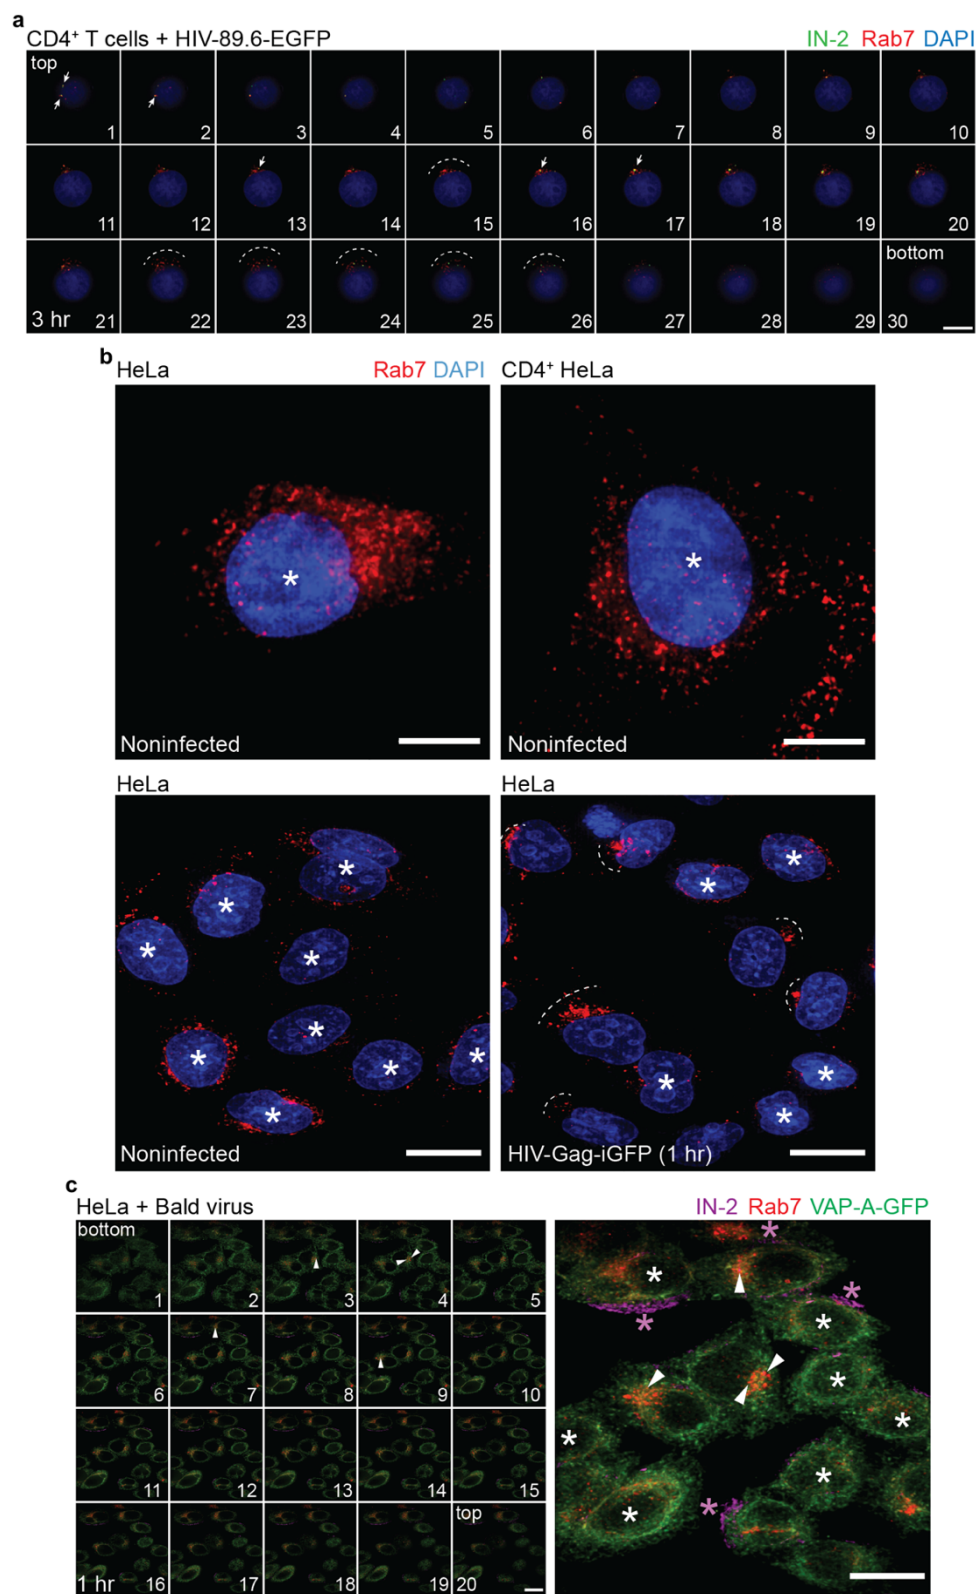 a
CD4⁺ T cells + HIV-89.6-EGFP IN-2 Rab7 DAPI
top
1 2 3 4 5 6 7 8 9 10
11 12 13 14 15 16 17 18 19 20
bottom
3 hr 21 22 23 24 25 26 27 28 29 30
b
HeLa Rab7 DAPI CD4⁺ HeLa
* *
Noninfected Noninfected
HeLa HeLa
* * * * * * * * * * * * * *
Noninfected HIV-Gag-iGFP (1 hr)
c
HeLa + Bald virus IN-2 Rab7 VAP-A-GFP
bottom
1 2 3 4 5
6 7 8 9 10
11 12 13 14 15
top
1 hr 16 17 18 19 20
* * * * * * * * * * *